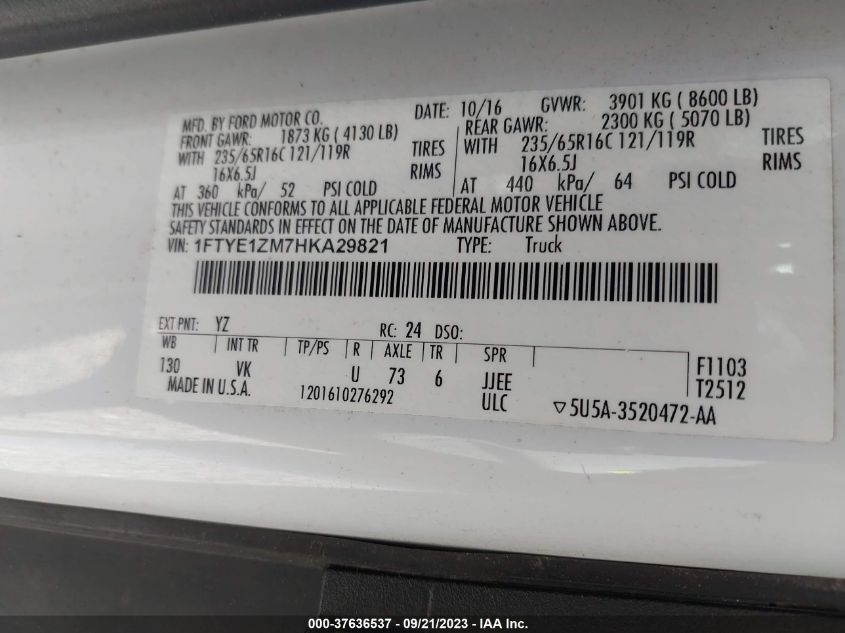 MFD. BY FORD MOTOR CO.
DATE: 10/16 GVWR: 3901 KG ( 8600 LB)
FRONT GAWR: 1873 KG ( 4130 LB)
REAR GAWR: 2300 KG ( 5070 LB)
WITH 235/65R16C 121/119R TIRES
WITH 235/65R16C 121/119R TIRES
16X6.5J RIMS
16X6.5J RIMS
AT 360 kPa/ 52 PSI COLD
AT 440 kPa/ 64 PSI COLD
THIS VEHICLE CONFORMS TO ALL APPLICABLE FEDERAL MOTOR VEHICLE
SAFETY STANDARDS IN EFFECT ON THE DATE OF MANUFACTURE SHOWN ABOVE.
VIN: 1FTYE1ZM7HKA29821 TYPE: Truck
EXT PNT: YZ RC: 24 DSO:
WB INT TR TP/PS R AXLE TR SPR
130 VK U 73 6 JJEE F1103
MADE IN U.S.A. 1201610276292 ULC ▽5U5A-3520472-AA T2512
000-37636537 - 09/21/2023 - IAA Inc.